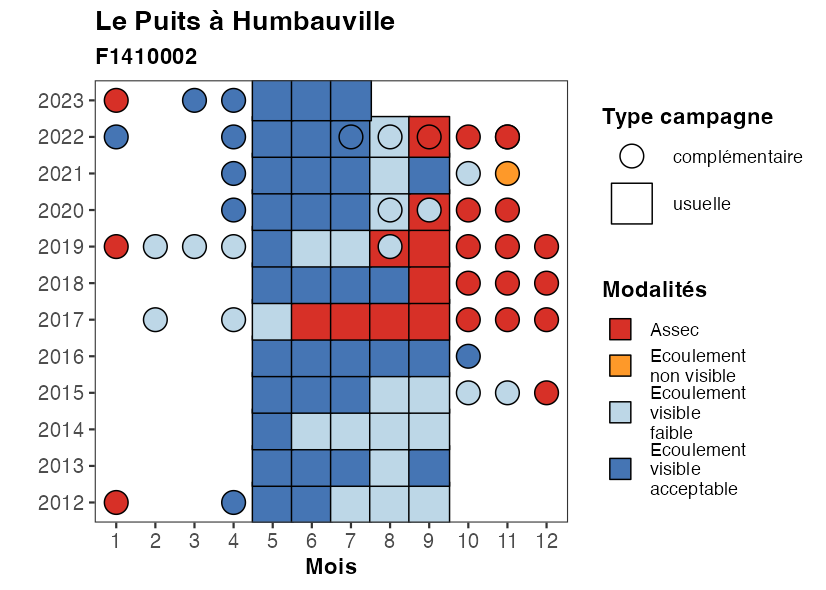 Le Puits à Humbauville
F1410002
2023
2022
2021
2020
2019
2018
2017
2016
2015
2014
2013
2012
1 2 3 4 5 6 7 8 9 10 11 12
Mois
Type campagne
complémentaire
usuelle
Modalités
Assec
Ecoulement
non visible
Ecoulement
visible
faible
Ecoulement
visible
acceptable